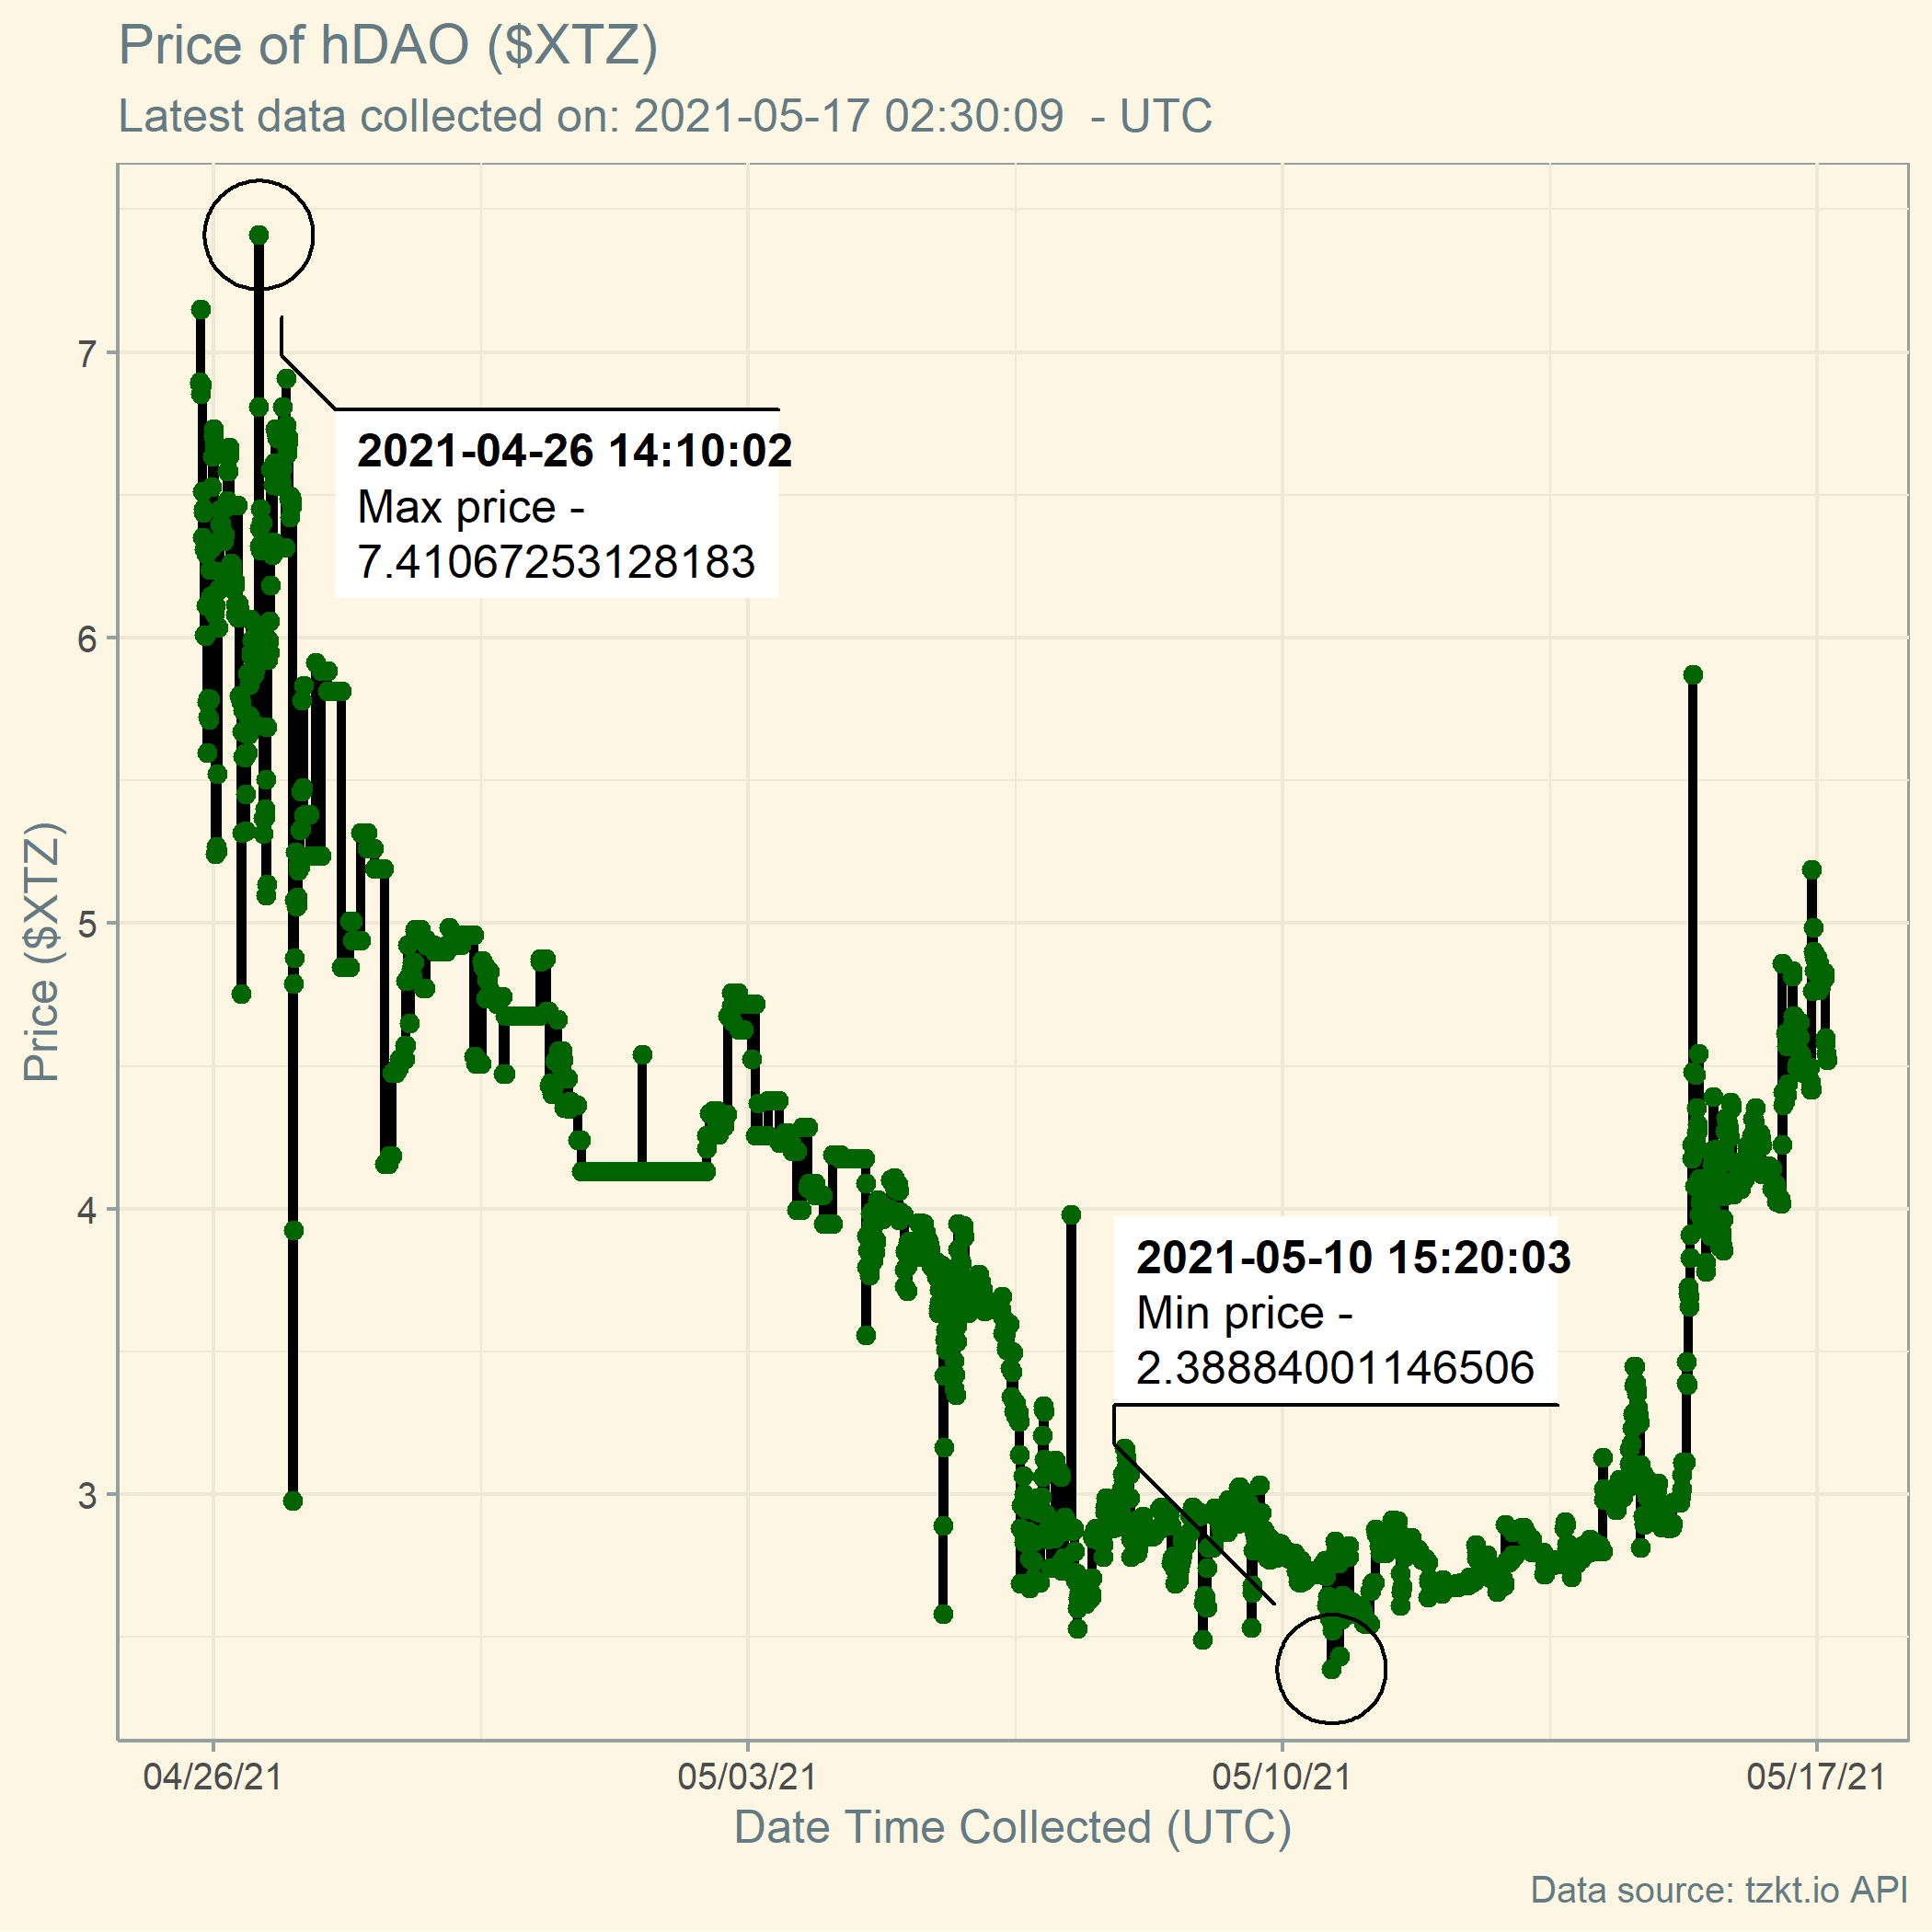 Price of hDAO ($XTZ)
Latest data collected on: 2021-05-17 02:30:09  - UTC
Price ($XTZ)
7
6
5
4
3
2021-04-26 14:10:02
Max price -
7.41067253128183
2021-05-10 15:20:03
Min price -
2.38884001146506
04/26/21
05/03/21
05/10/21
05/17/21
Date Time Collected (UTC)
Data source: tzkt.io API